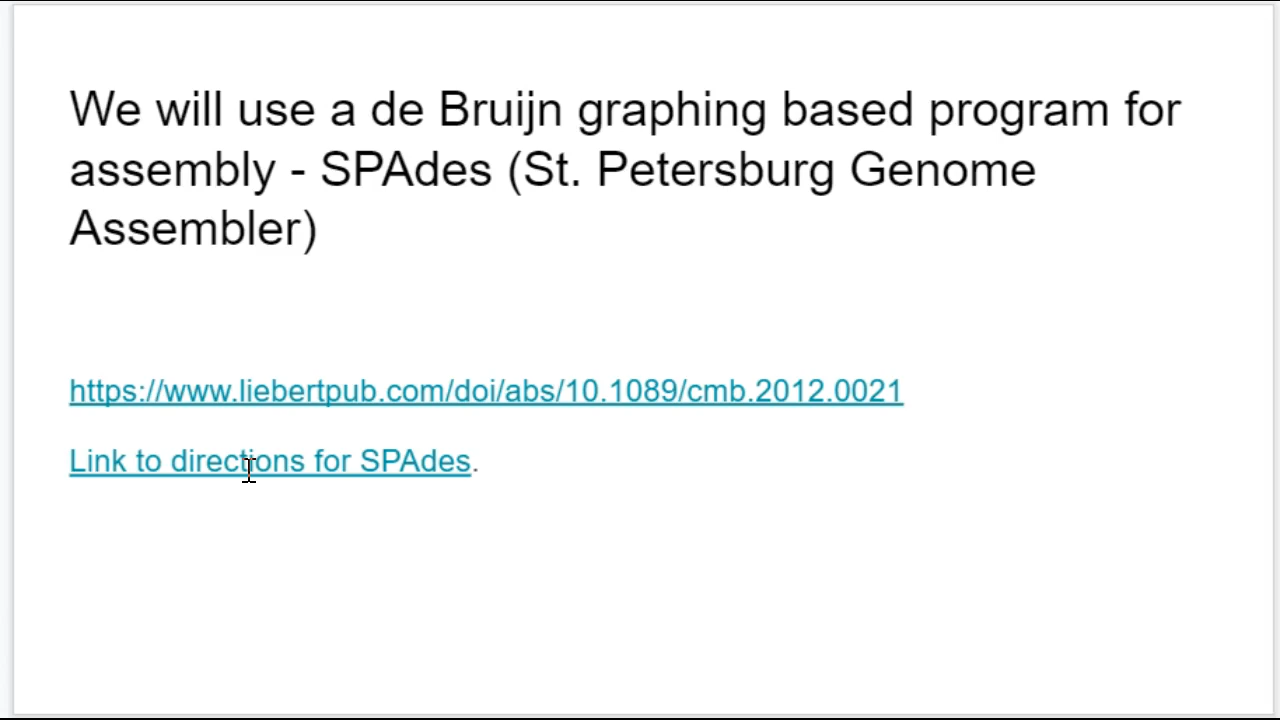 We will use a de Bruijn graphing based program for
assembly - SPAdes (St. Petersburg Genome
Assembler)
https://www.liebertpub.com/doi/abs/10.1089/cmb.2012.0021
Link to directions for SPAdes.